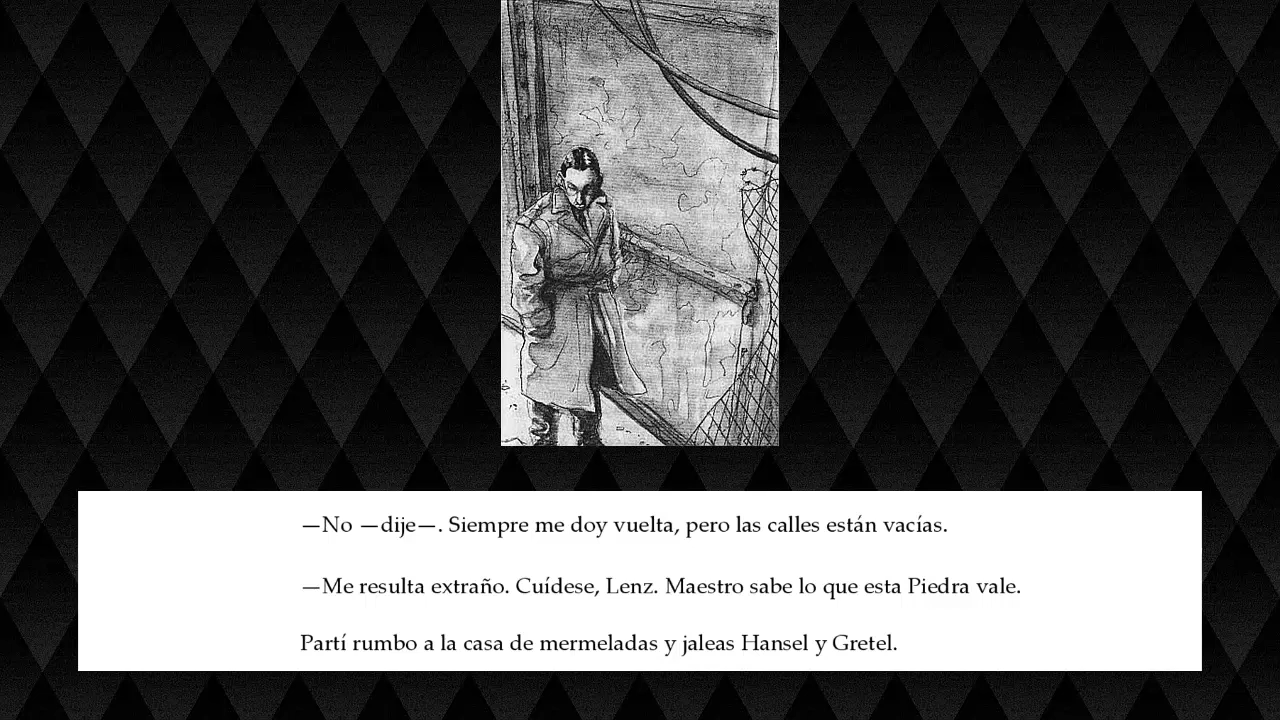 —No —dije—. Siempre me doy vuelta, pero las calles están vacías.
—Me resulta extraño. Cuídese, Lenz. Maestro sabe lo que esta Piedra vale.
Partí rumbo a la casa de mermeladas y jaleas Hansel y Gretel.